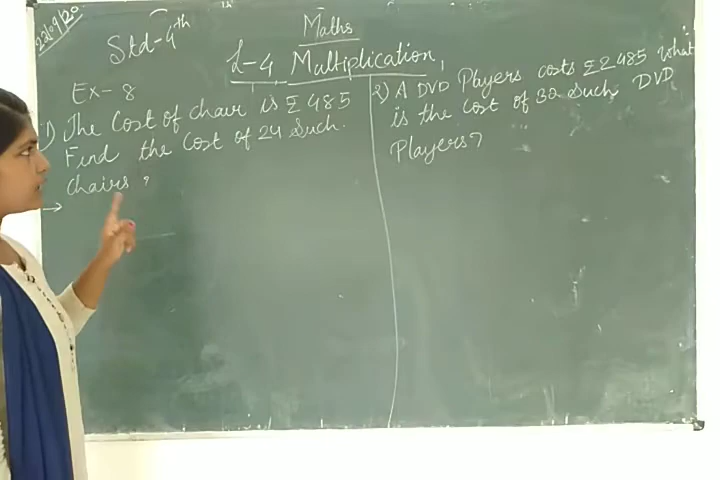 22/09/20
Std-4th
Maths
L-4 Multiplication,
Ex-8
1) The Cost of chair is ₹ 485
Find the Cost of 24 Such
Chairs ?
→
2) A DVD Players costs ₹2485 what
is the Cost of 32 Such DVD
Players?